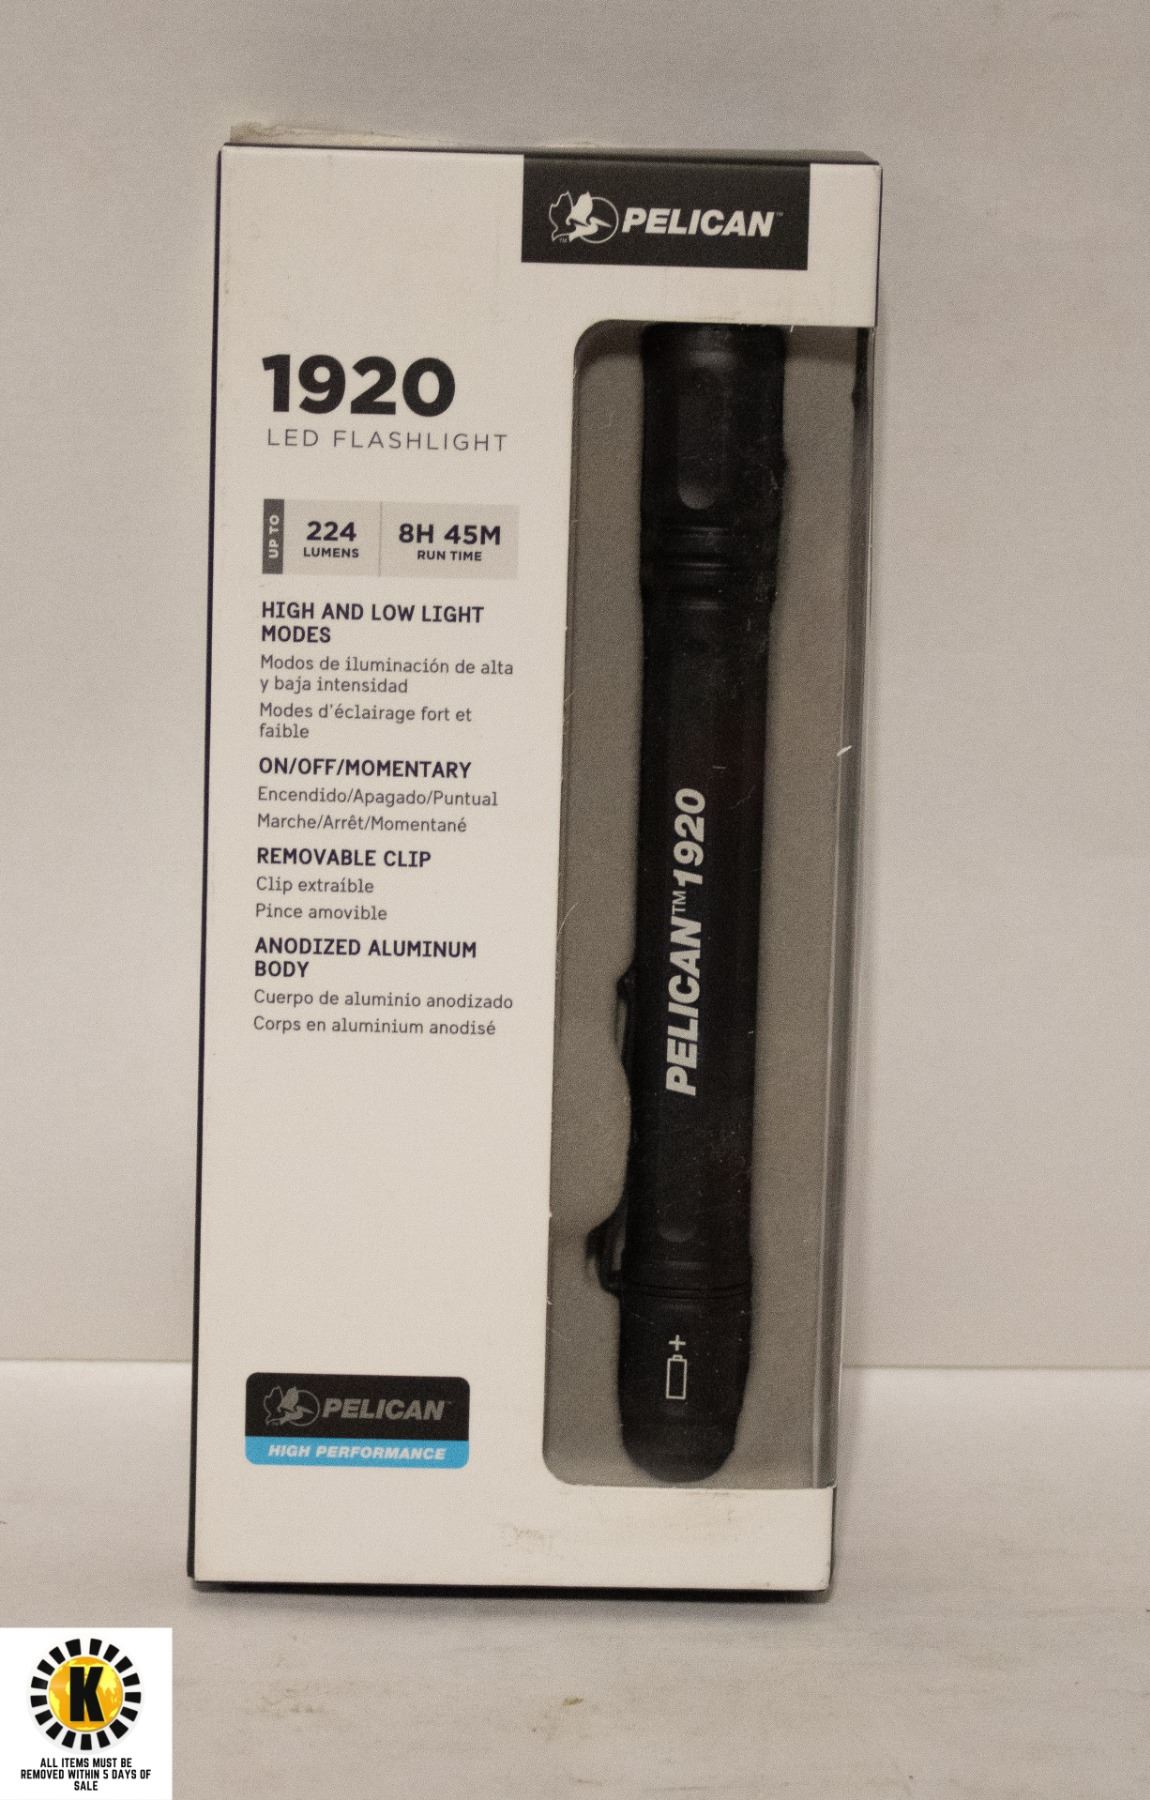 PELICAN™
1920
LED FLASHLIGHT
UP TO
224
LUMENS
8H 45M
RUN TIME
HIGH AND LOW LIGHT
MODES
Modos de iluminación de alta
y baja intensidad
Modes d'éclairage fort et
faible
ON/OFF/MOMENTARY
Encendido/Apagado/Puntual
Marche/Arrêt/Momentané
REMOVABLE CLIP
Clip extraíble
Pince amovible
ANODIZED ALUMINUM
BODY
Cuerpo de aluminio anodizado
Corps en aluminium anodisé
PELICAN™1920
+
PELICAN
HIGH PERFORMANCE
K
ALL ITEMS MUST BE
REMOVED WITHIN 5 DAYS OF
SALE